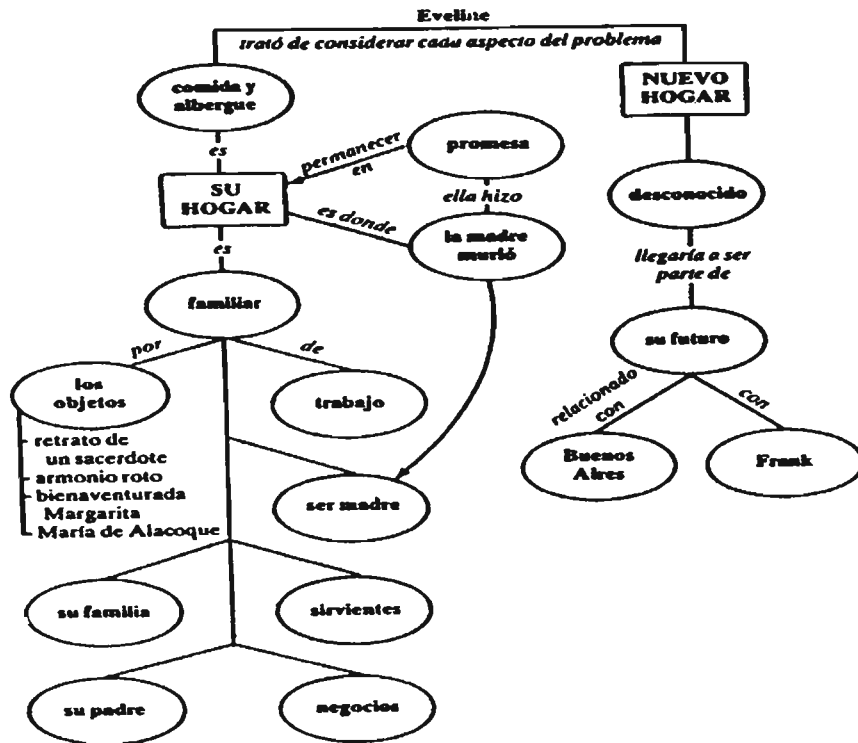 Eveline
trató de considerar cada aspecto del problema
comida y
albergue
NUEVO
HOGAR
es
permanecer
en
promesa
SU
HOGAR
es donde
ella hizo
desconocido
es
la madre
murió
llegaría a ser
parte de
familiar
su futuro
por
de
los
objetos
trabajo
relacionado
con
con
retrato de
un sacerdote
armonio roto
bienaventurada
Margarita
María de Alacoque
Buenos
Aires
Frank
ser madre
su familia
sirvientes
su padre
negocios